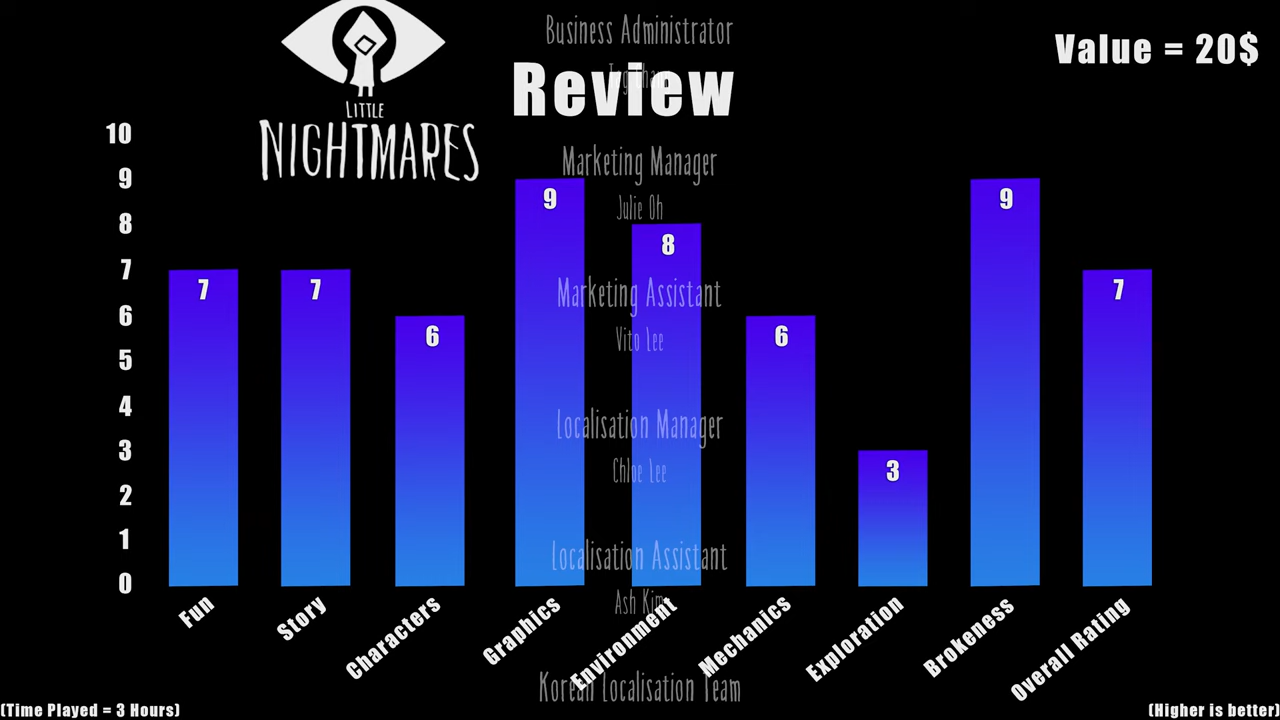 Business Administrator
Value = 20$
Review
LITTLE
NIGHTMARES
10
9
8
7
6
5
4
3
2
1
0
Marketing Manager
Julie Oh
Marketing Assistant
Vito Lee
Localisation Manager
Chloe Lee
Localisation Assistant
Ash Kim
Korean Localisation Team
7
7
6
9
8
6
3
9
7
Fun
Story
Characters
Graphics
Environment
Mechanics
Exploration
Brokeness
Overall Rating
(Time Played = 3 Hours)
(Higher is better)